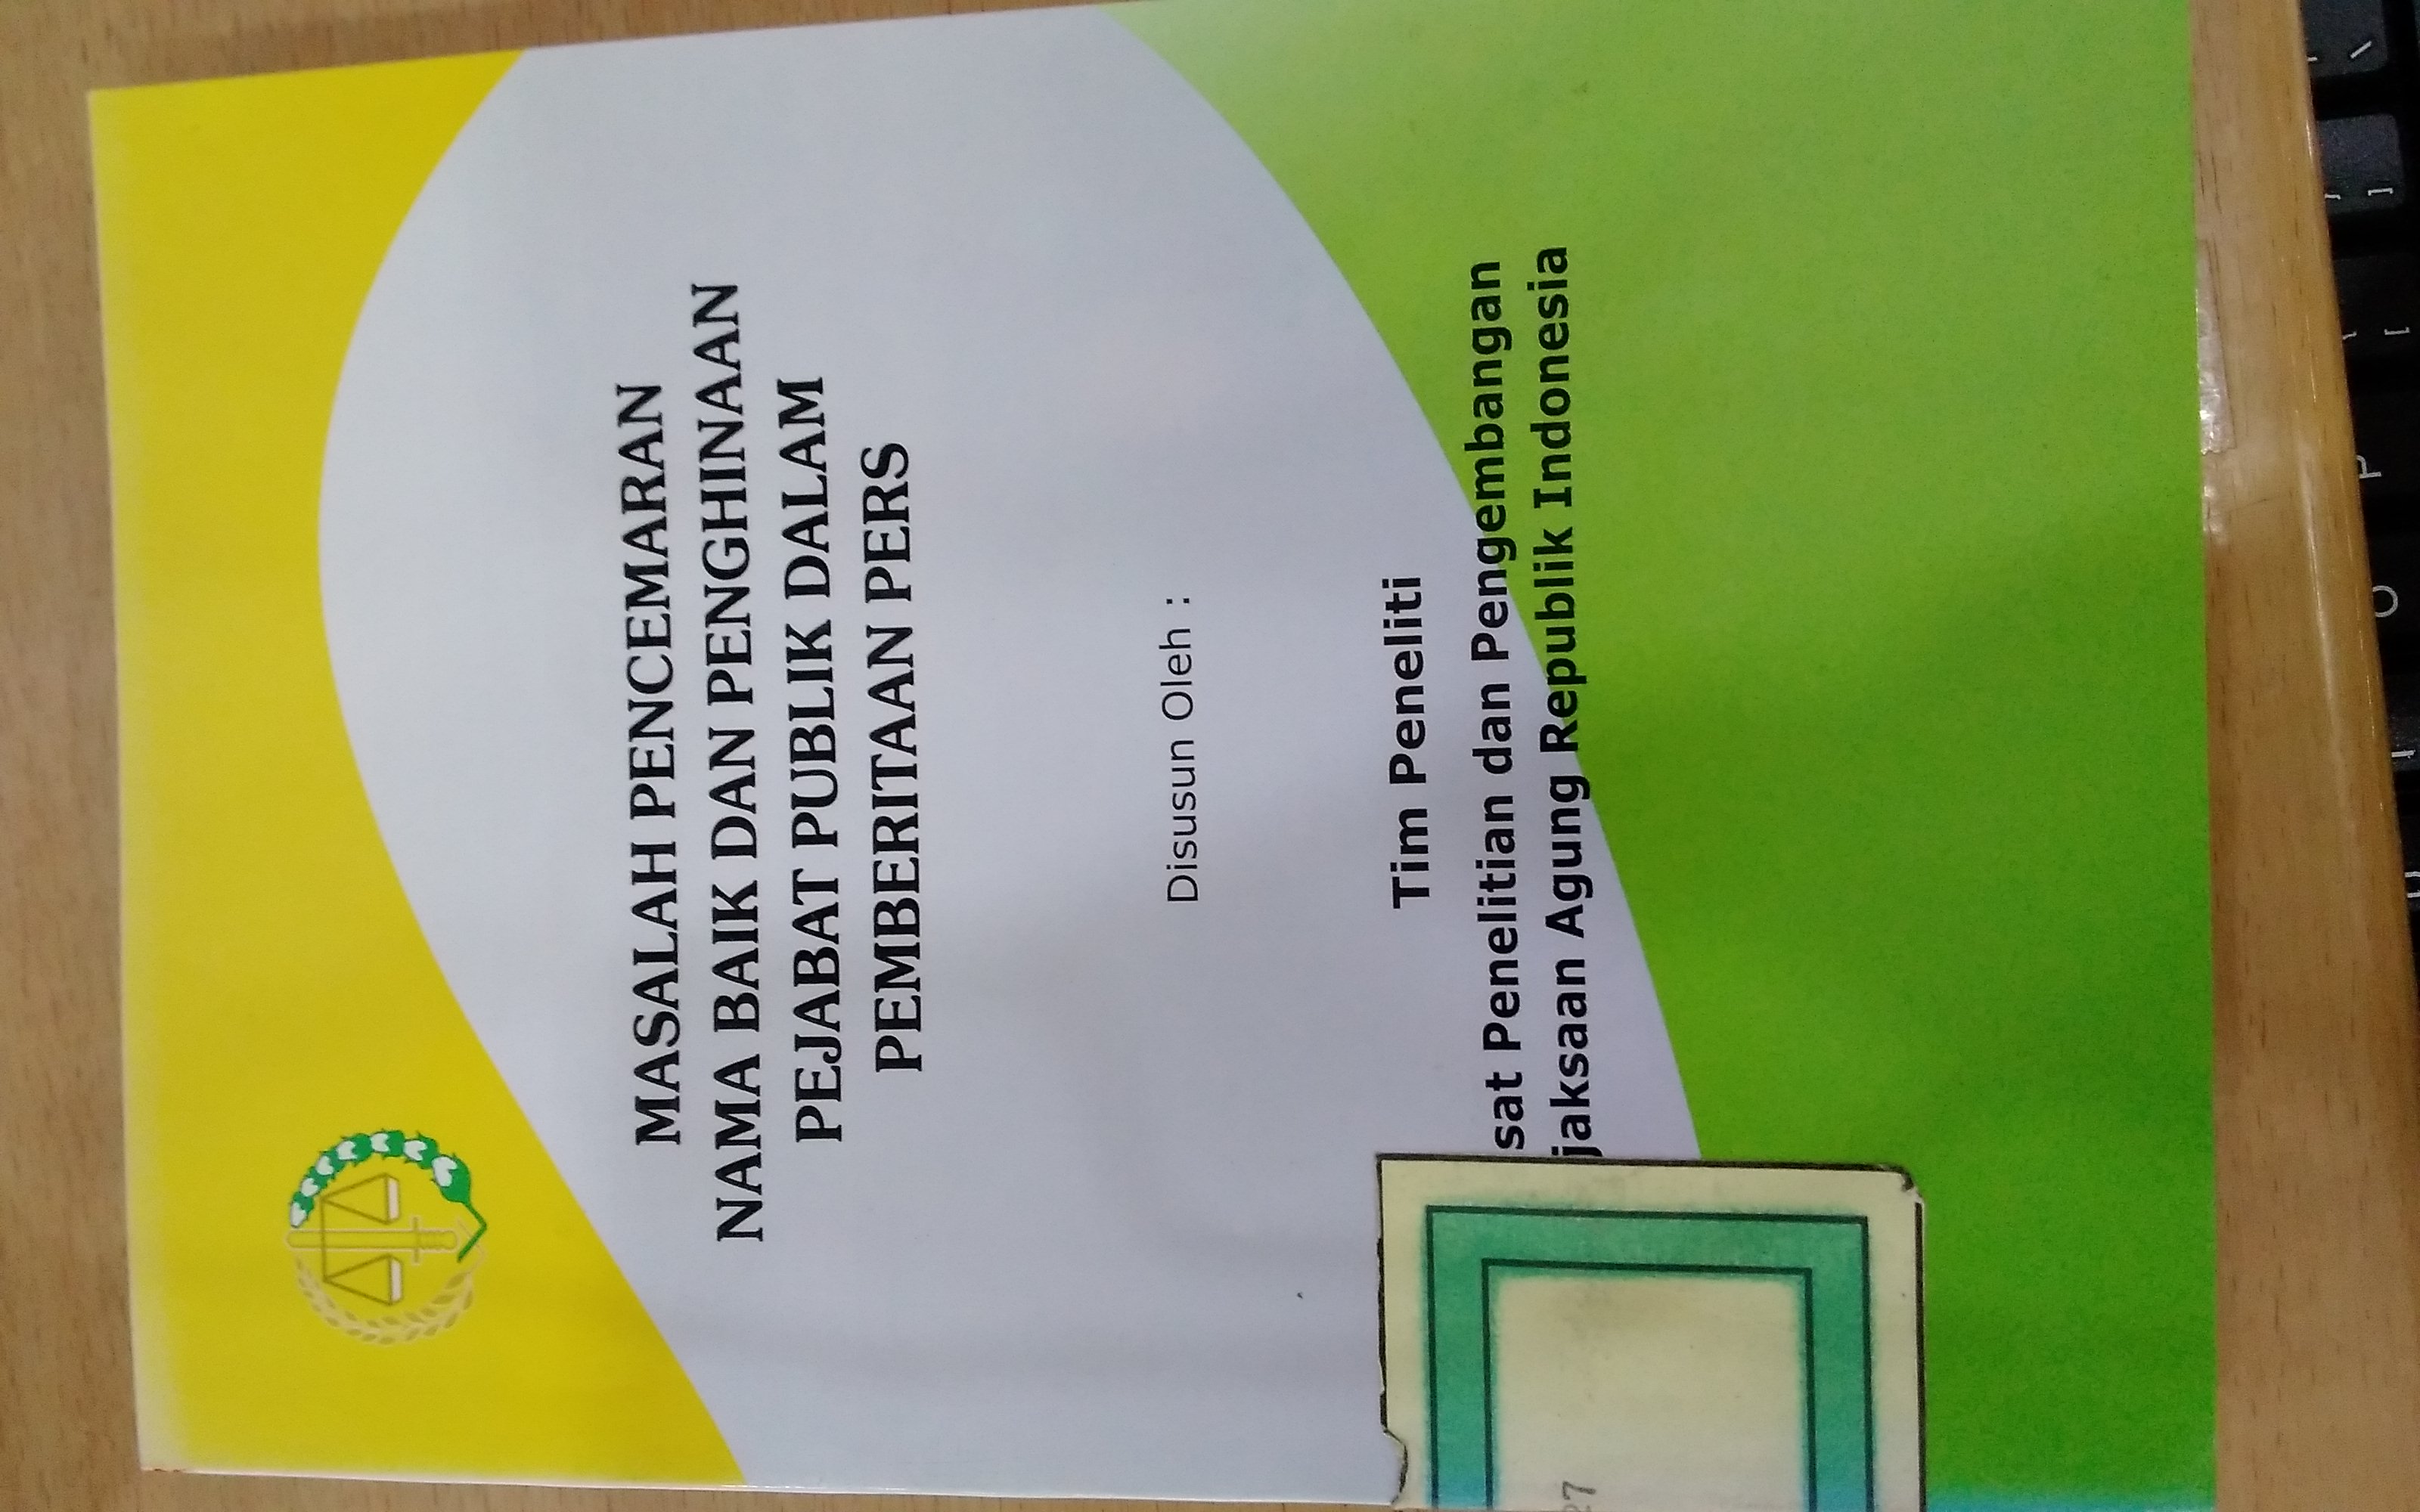 MASALAH PENCEMARAN
NAMA BAIK DAN PENGHINAAN
PEJABAT PUBLIK DALAM
PEMBERITAAN PERS
Disusun Oleh :
Tim Peneliti
sat Penelitian dan Pengembangan
jaksaan Agung Republik Indonesia
27
O
P
[
]
\